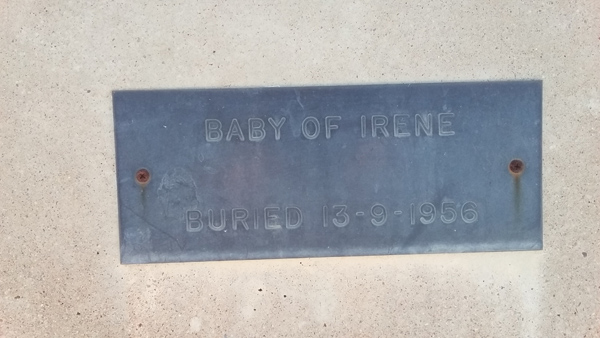 BABY OF IRENE
BURIED 13-9-1956